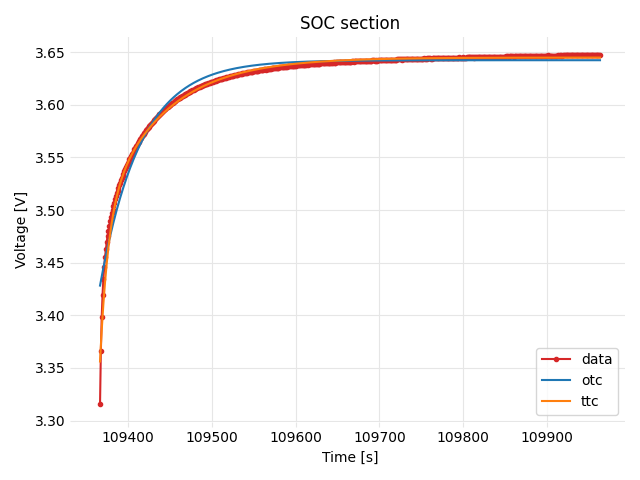 SOC section
Voltage [V]
3.65
3.60
3.55
3.50
3.45
3.40
3.35
3.30
data
otc
ttc
109400
109500
109600
109700
109800
109900
Time [s]